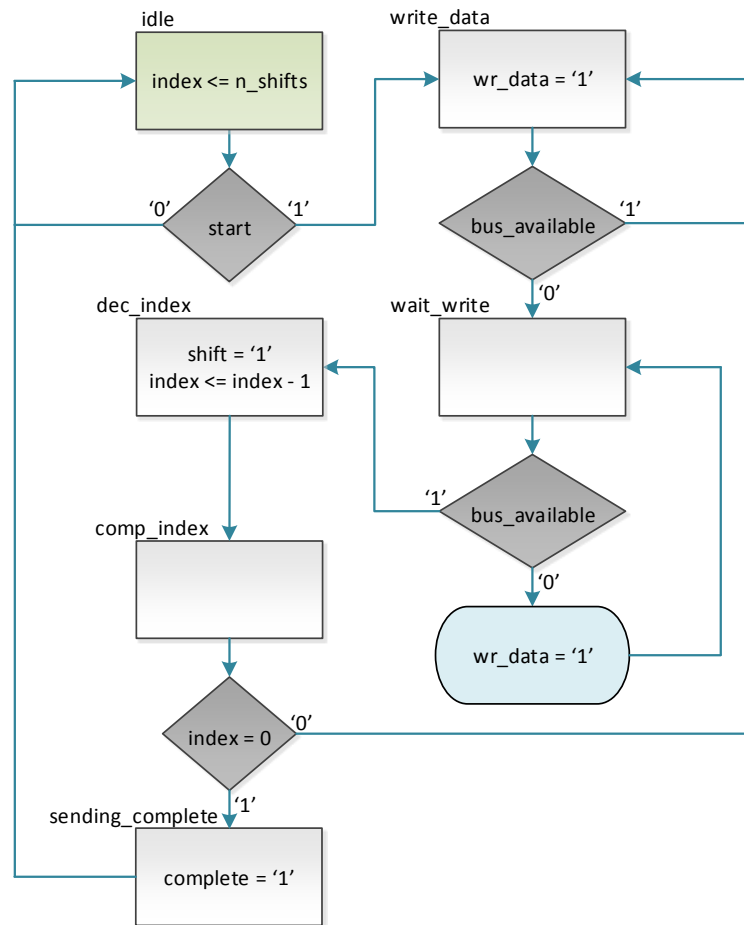 idle
index <= n_shifts
‘0’
start
‘1’
write_data
wr_data = ‘1’
bus_available
‘1’
‘0’
dec_index
shift = ‘1’
index <= index - 1
wait_write
‘1’
bus_available
‘0’
wr_data = ‘1’
comp_index
index = 0
‘0’
‘1’
sending_complete
complete = ‘1’